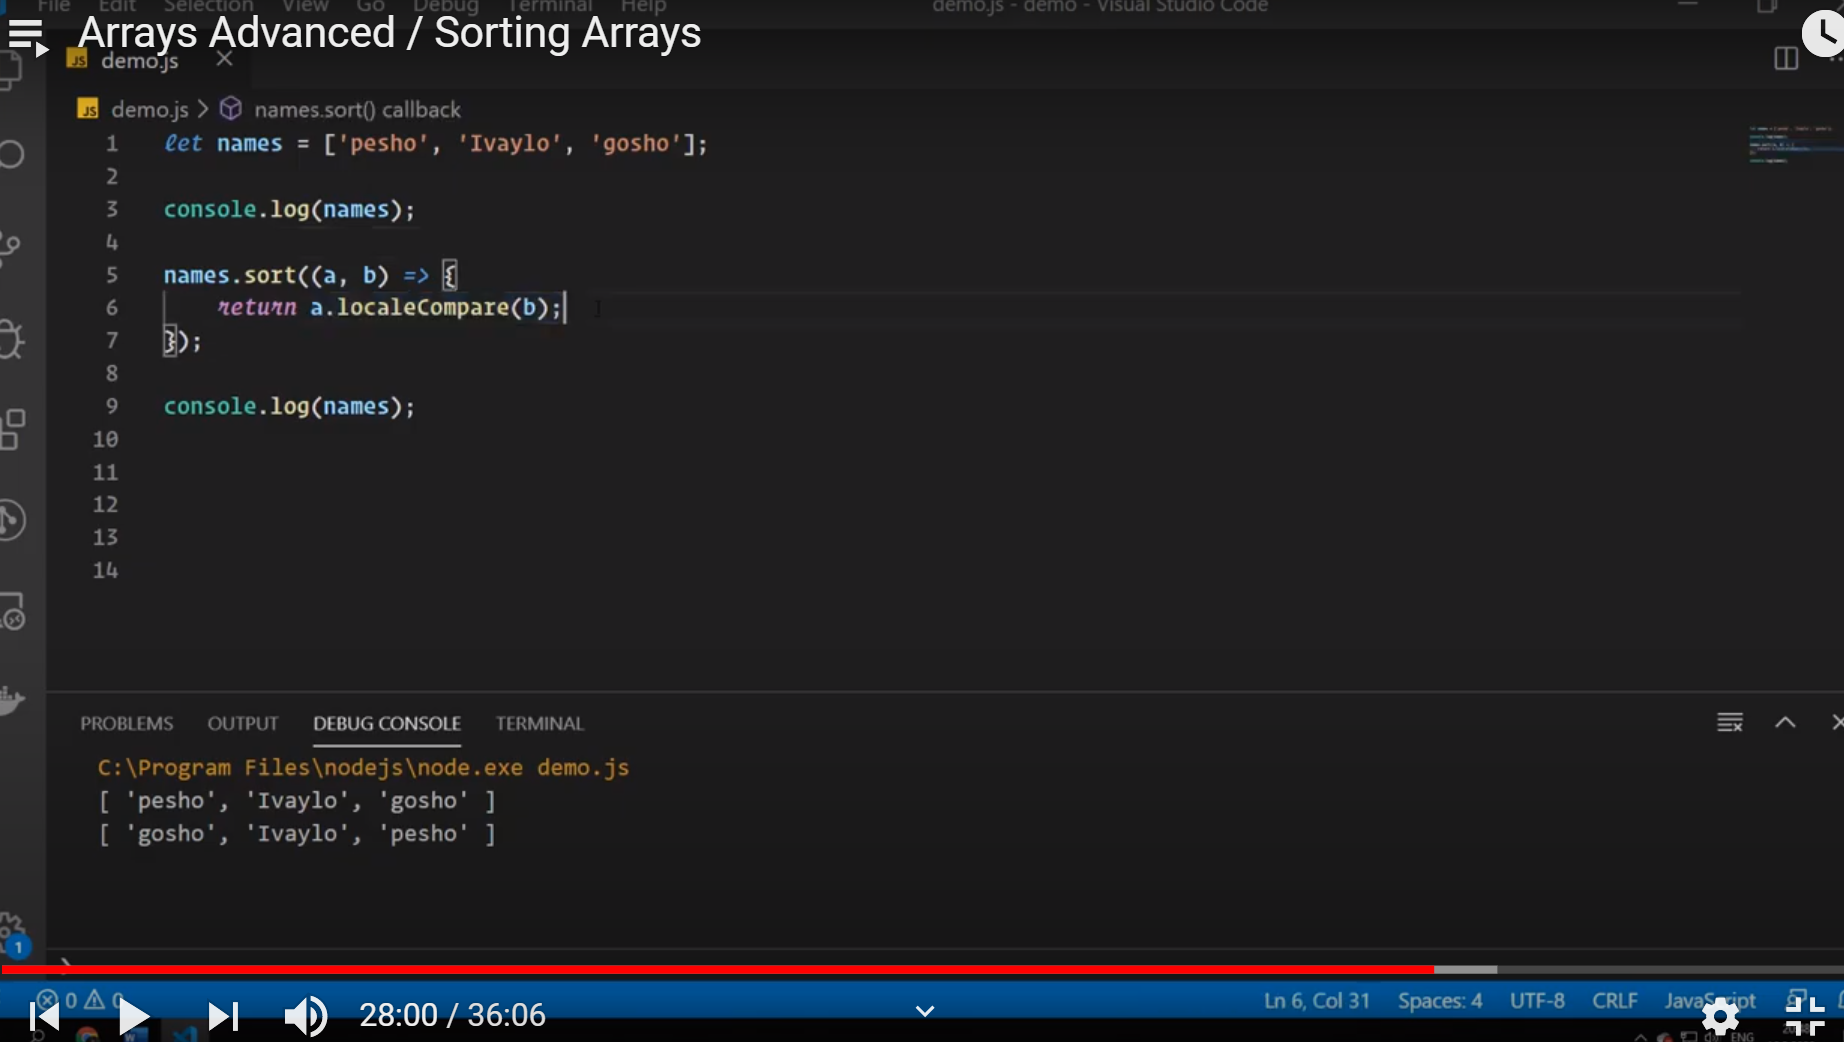 File Edit Selection View Go Debug Terminal Help demo.js - demo - Visual Studio Code
Arrays Advanced / Sorting Arrays
JS demo.js
JS demo.js > names.sort() callback
1 let names = ['pesho', 'Ivaylo', 'gosho'];
2
3 console.log(names);
4
5 names.sort((a, b) => {
6 return a.localeCompare(b);
7 });
8
9 console.log(names);
10
11
12
13
14
PROBLEMS OUTPUT DEBUG CONSOLE TERMINAL
C:\Program Files\nodejs\node.exe demo.js
[ 'pesho', 'Ivaylo', 'gosho' ]
[ 'gosho', 'Ivaylo', 'pesho' ]
1
0 0 Ln 6, Col 31 Spaces: 4 UTF-8 CRLF JavaScript
28:00 / 36:06
ENG